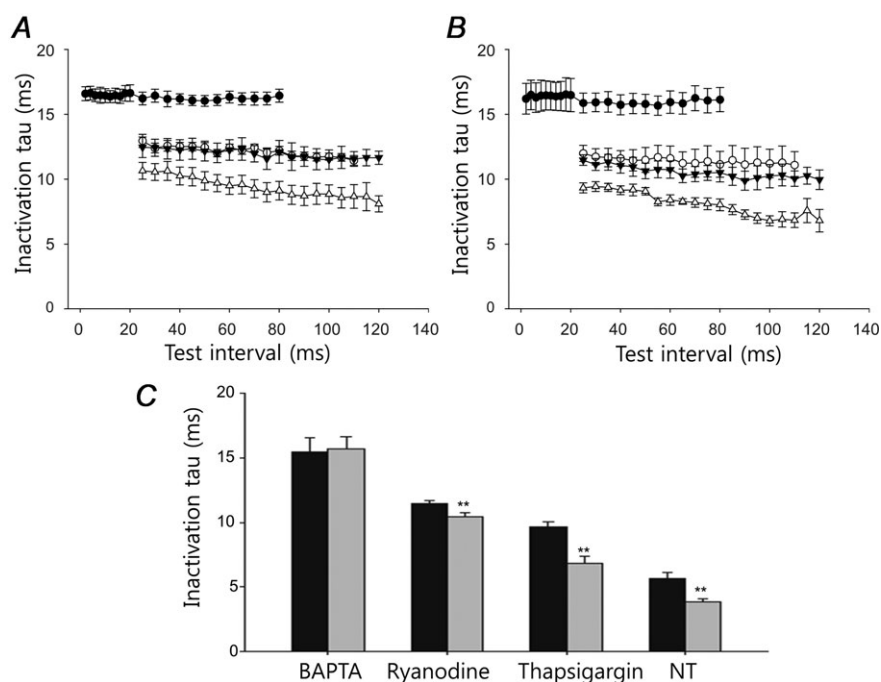 A
B
Inactivation tau (ms)
20
15
10
5
0
0 20 40 60 80 100 120 140
Test interval (ms)
Inactivation tau (ms)
20
15
10
5
0
0 20 40 60 80 100 120 140
Test interval (ms)
C
Inactivation tau (ms)
20
15
10
5
0
** ** **
BAPTA Ryanodine Thapsigargin NT